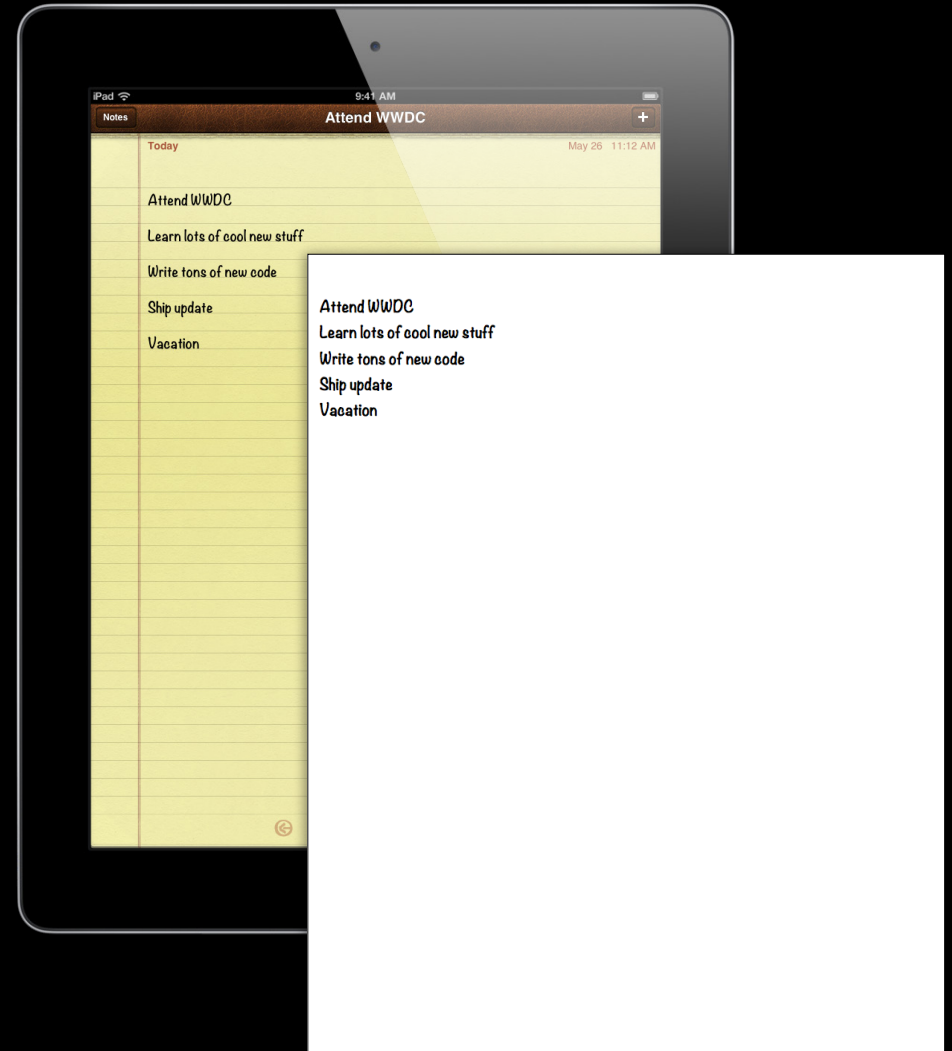 iPad
9:41 AM
Notes
Attend WWDC
+
Today
May 26 11:12 AM
Attend WWDC
Learn lots of cool new stuff
Write tons of new code
Ship update
Vacation
Attend WWDC
Learn lots of cool new stuff
Write tons of new code
Ship update
Vacation